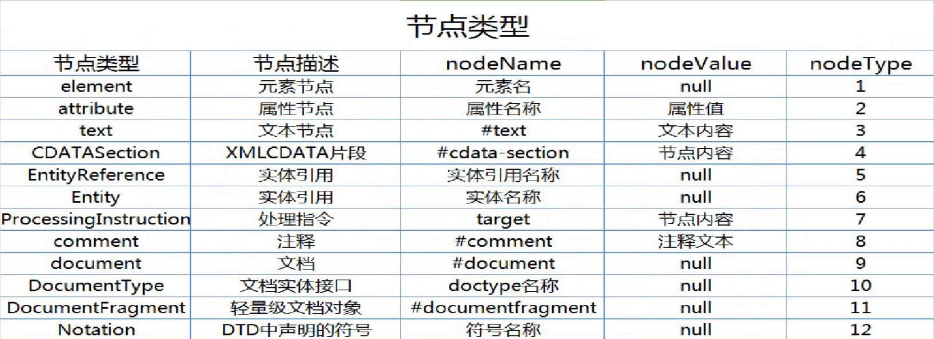 节点类型
节点类型 节点描述 nodeName nodeValue nodeType
element 元素节点 元素名 null 1
attribute 属性节点 属性名称 属性值 2
text 文本节点 #text 文本内容 3
CDATASection XMLCDATA片段 #cdata-section 节点内容 4
EntityReference 实体引用 实体引用名称 null 5
Entity 实体引用 实体名称 null 6
ProcessingInstruction 处理指令 target 节点内容 7
comment 注释 #comment 注释文本 8
document 文档 #document null 9
DocumentType 文档实体接口 doctype名称 null 10
DocumentFragment 轻量级文档对象 #documentfragment null 11
Notation DTD中声明的符号 符号名称 null 12